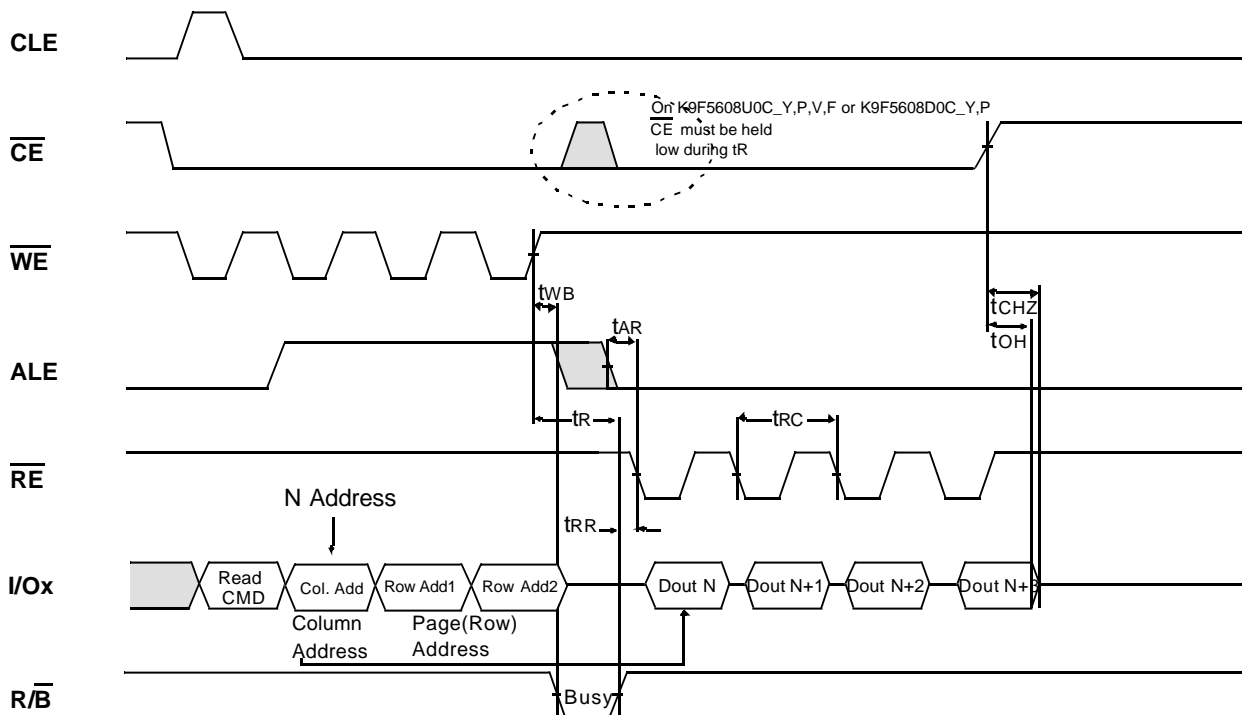 CLE
On K9F5608U0C_Y,P,V,F or K9F5608D0C_Y,P
CE must be held
low during tR
CE
WE
tWB
tCHZ
tAR
tOH
ALE
tR
tRC
RE
N Address
tRR
I/Ox
Read
CMD
Col. Add
Row Add1
Row Add2
Dout N
Dout N+1
Dout N+2
Dout N+3
Column
Address
Page(Row)
Address
R/B
Busy